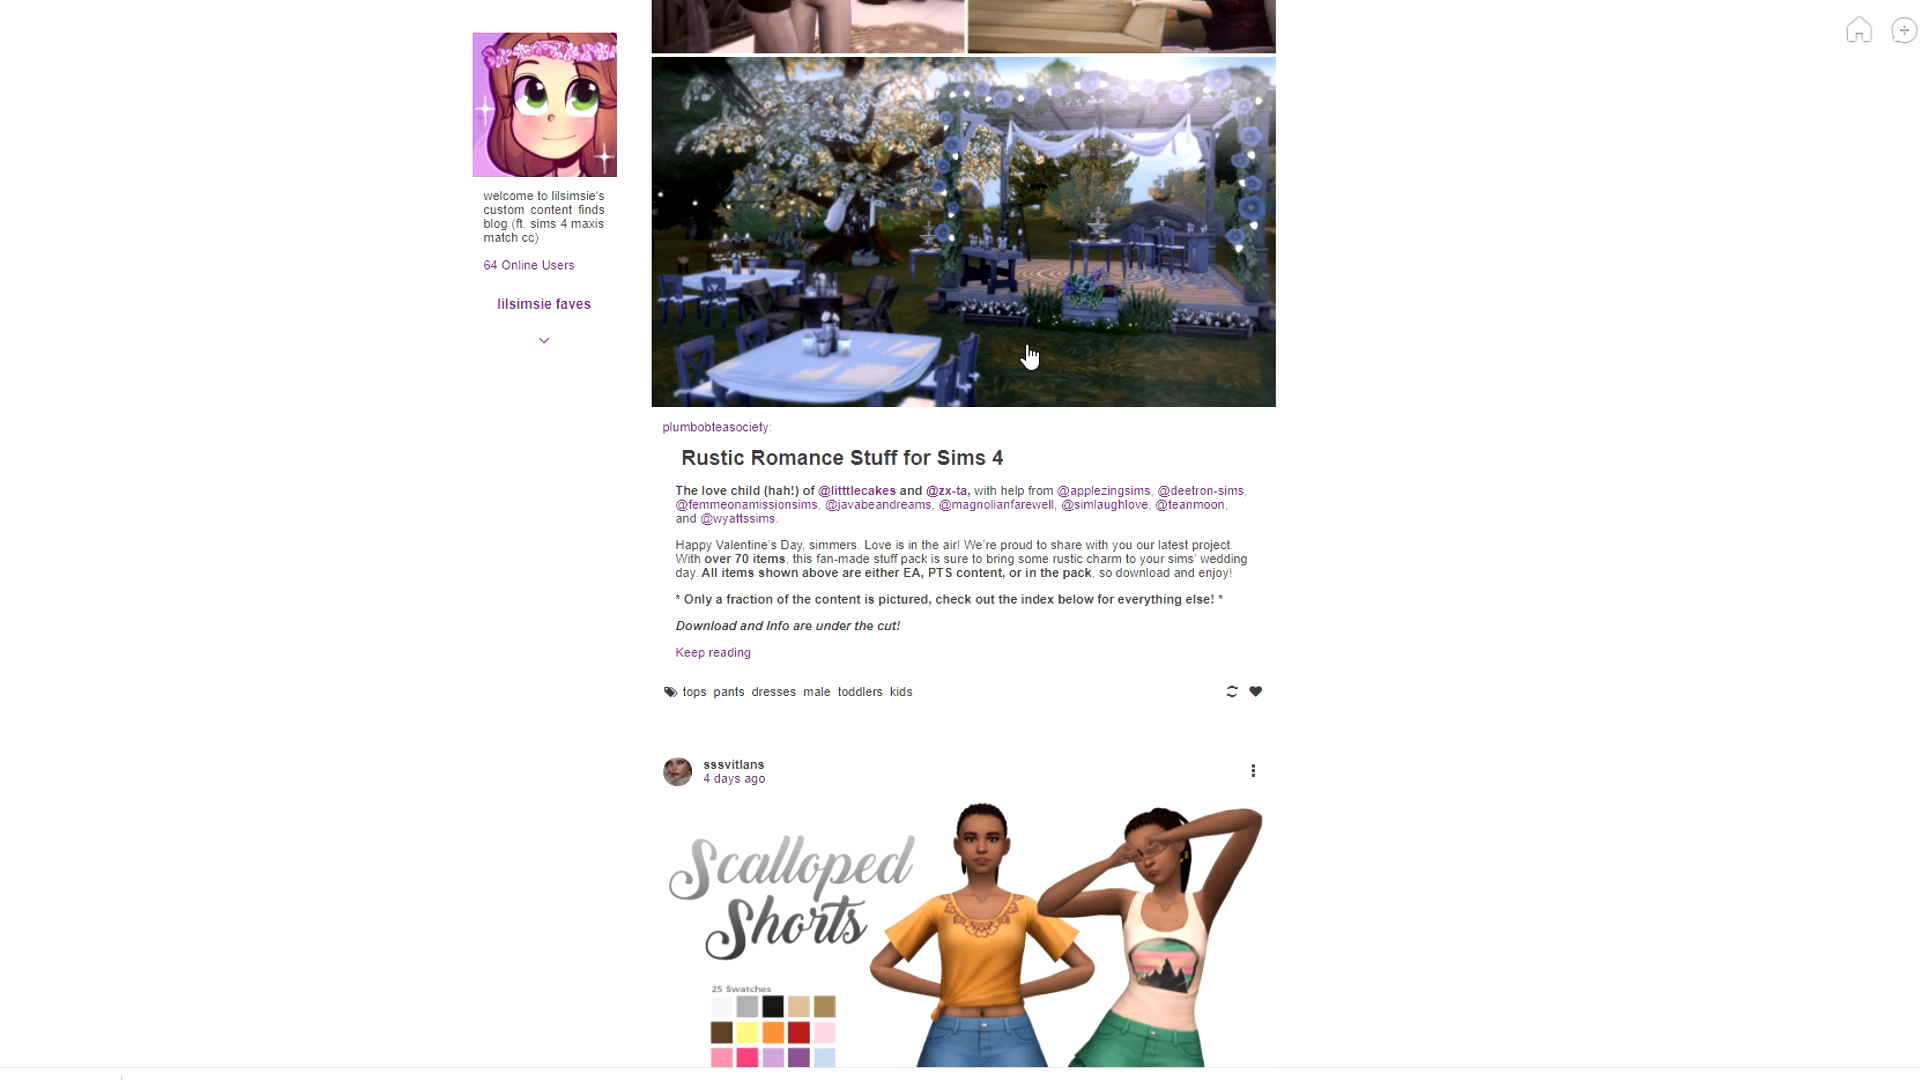 welcome to lilsimsie's
custom content finds
blog (ft. sims 4 maxis
match cc)
64 Online Users
lilsimsie faves
plumbobteasociety:
Rustic Romance Stuff for Sims 4
The love child (hah!) of @litttlecakes and @zx-ta, with help from @applezingsims, @deetron-sims,
@femmeonamissionsims, @javabeandreams, @magnolianfarewell, @simlaughlove, @teanmoon,
and @wyattssims.
Happy Valentine's Day, simmers. Love is in the air! We're proud to share with you our latest project.
With over 70 items, this fan-made stuff pack is sure to bring some rustic charm to your sims' wedding
day. All items shown above are either EA, PTS content, or in the pack, so download and enjoy!
* Only a fraction of the content is pictured, check out the index below for everything else! *
Download and Info are under the cut!
Keep reading
tops pants dresses male toddlers kids
sssvitlans
4 days ago
Scalloped
Shorts
25 Swatches